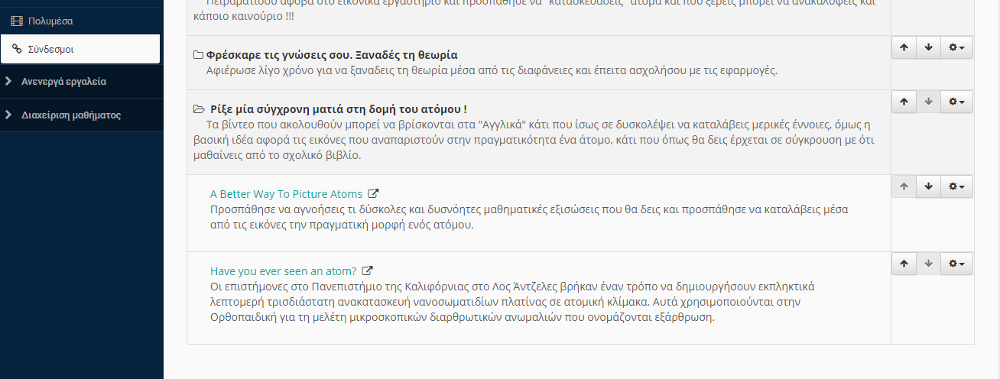 Πολυμέσα
Σύνδεσμοι
Ανενεργά εργαλεία
Διαχείριση μαθήματος
Πειραματίσου άφοβα στο εικονικά εργαστήριο και προσπάθησε να "κατασκευάσεις" άτομα και που ξέρεις μπορεί να ανακαλύψεις και
κάποιο καινούριο !!!
Φρέσκαρε τις γνώσεις σου. Ξαναδές τη θεωρία
Αφιέρωσε λίγο χρόνο για να ξαναδεις τη θεωρία μέσα από τις διαφάνειες και έπειτα ασχολήσου με τις εφαρμογές.
Ρίξε μία σύγχρονη ματιά στη δομή του ατόμου !
Τα βίντεο που ακολουθούν μπορεί να βρίσκονται στα "Αγγλικά" κάτι που ίσως σε δυσκολέψει να καταλάβεις μερικές έννοιες, όμως η
βασική ιδέα αφορά τις εικόνες που αναπαριστούν στην πραγματικότητα ένα άτομο, κάτι που όπως θα δεις έρχεται σε σύγκρουση με ότι
μαθαίνεις από το σχολικό βιβλίο.
A Better Way To Picture Atoms
Προσπάθησε να αγνοήσεις τι δύσκολες και δυσνόητες μαθηματικές εξισώσεις που θα δεις και προσπάθησε να καταλάβεις μέσα
από τις εικόνες την πραγματική μορφή ενός ατόμου.
Have you ever seen an atom?
Οι επιστήμονες στο Πανεπιστήμιο της Καλιφόρνιας στο Λος Άντζελες βρήκαν έναν τρόπο να δημιουργήσουν εκπληκτικά
λεπτομερή τρισδιάστατη ανακατασκευή νανοσωματιδίων πλατίνας σε ατομική κλίμακα. Αυτά χρησιμοποιούνται στην
Ορθοπαιδική για τη μελέτη μικροσκοπικών διαρθρωτικών ανωμαλιών που ονομάζονται εξάρθρωση.